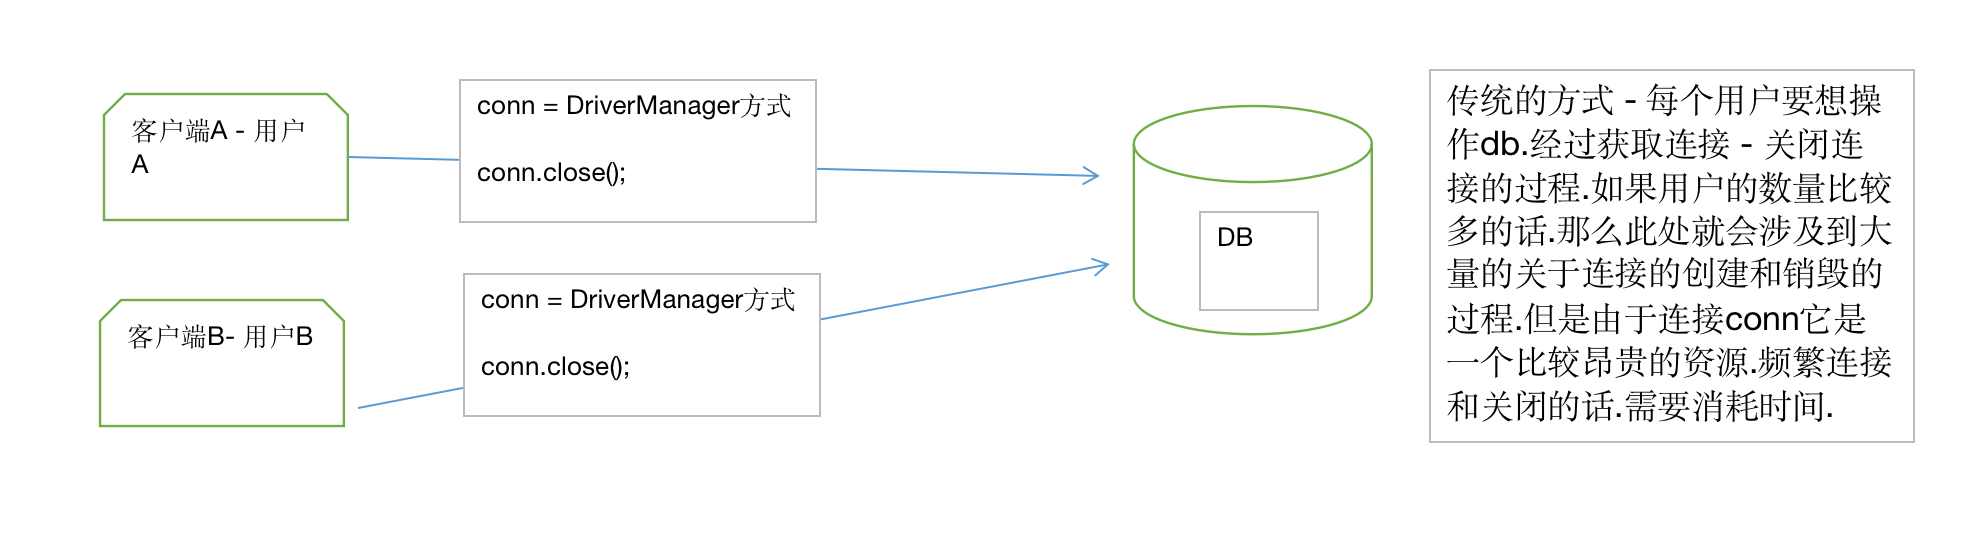 客户端A - 用户
A
conn = DriverManager方式
conn.close();
客户端B- 用户B
conn = DriverManager方式
conn.close();
DB
传统的方式 - 每个用户要想操
作db.经过获取连接 - 关闭连
接的过程.如果用户的数量比较
多的话.那么此处就会涉及到大
量的关于连接的创建和销毁的
过程.但是由于连接conn它是
一个比较昂贵的资源.频繁连接
和关闭的话.需要消耗时间.